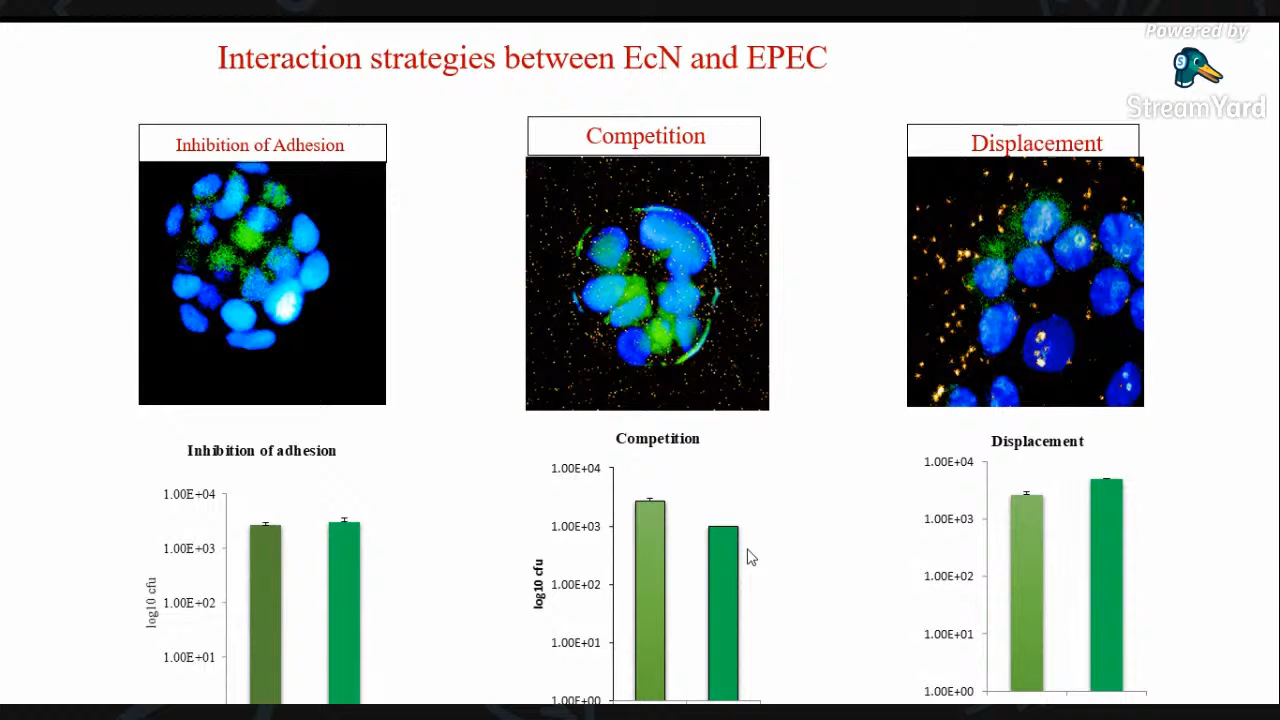 Powered by
StreamYard
Interaction strategies between EcN and EPEC
Inhibition of Adhesion
Competition
Displacement
Inhibition of adhesion
1.00E+04
1.00E+03
1.00E+02
1.00E+01
log10 cfu
Competition
1.00E+04
1.00E+03
1.00E+02
1.00E+01
1.00E+00
log10 cfu
Displacement
1.00E+04
1.00E+03
1.00E+02
1.00E+01
1.00E+00